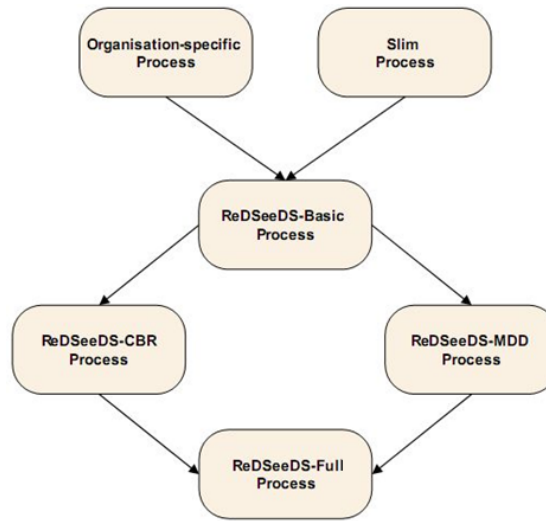 Organisation-specific
Process
Slim
Process
ReDSeeDS-Basic
Process
ReDSeeDS-CBR
Process
ReDSeeDS-MDD
Process
ReDSeeDS-Full
Process